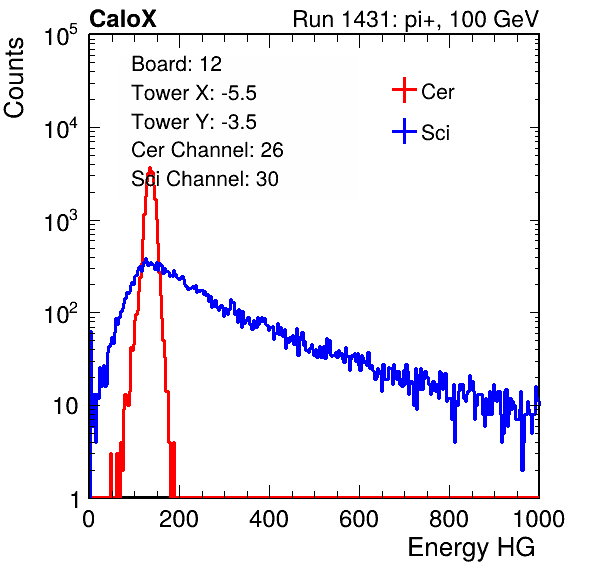 CaloX Run 1431: pi+, 100 GeV
Counts
Board: 12
Tower X: -5.5
Tower Y: -3.5
Cer Channel: 26
Sci Channel: 30
Cer
Sci
10^5
10^4
10^3
10^2
10
1
0 200 400 600 800 1000
Energy HG